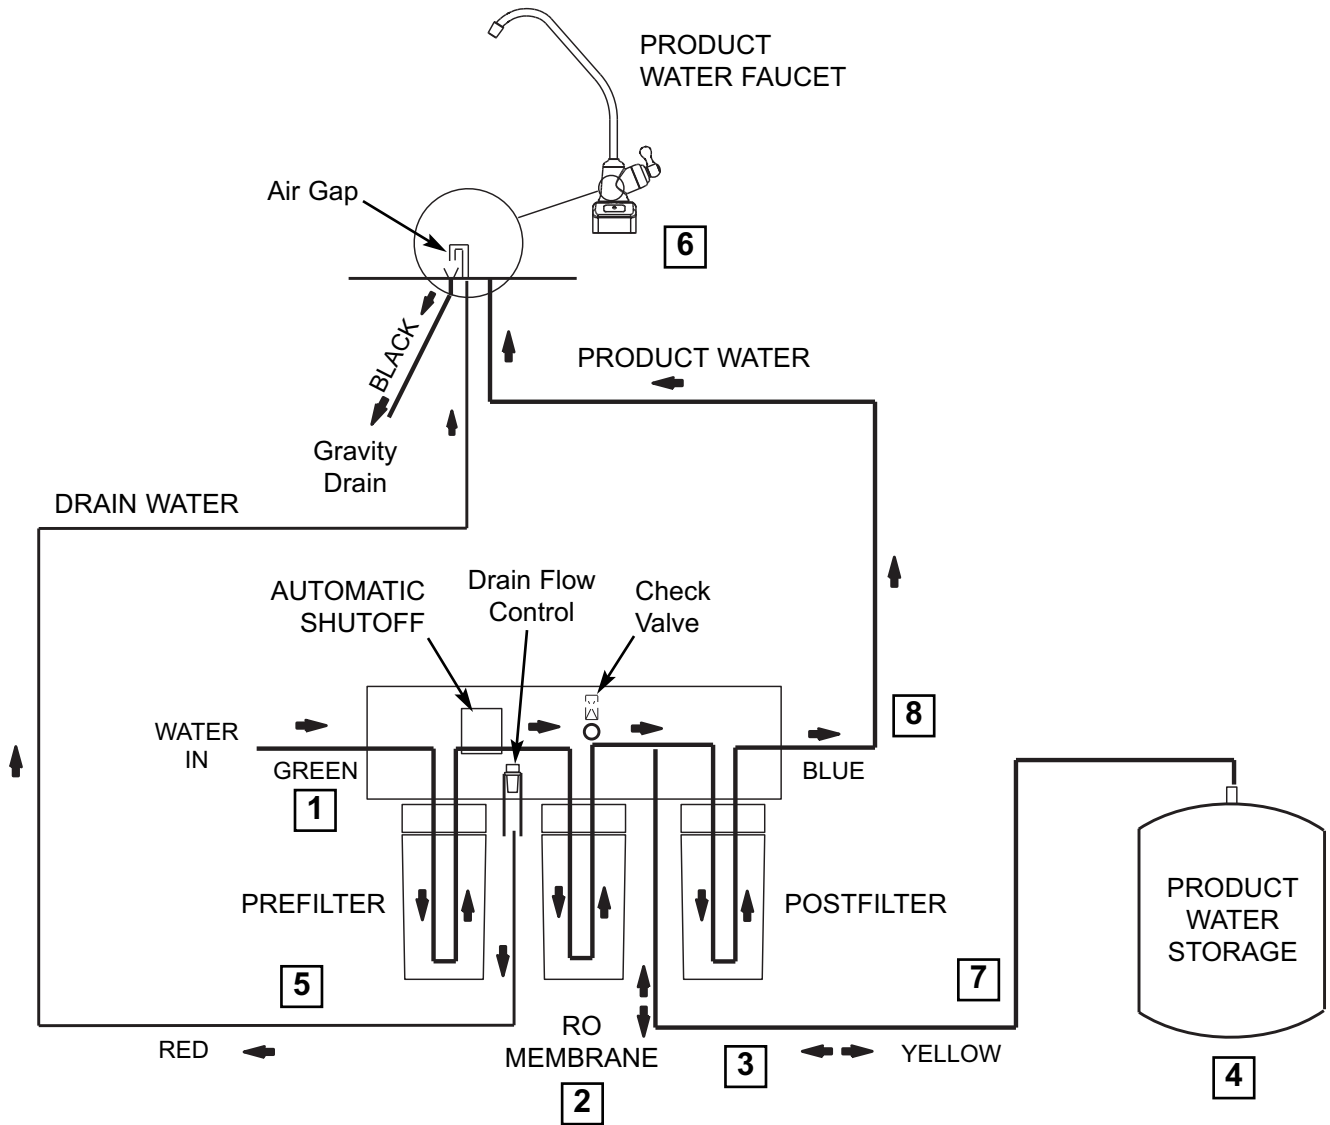 PRODUCT
WATER FAUCET
Air Gap
6
BLACK
PRODUCT WATER
Gravity
Drain
DRAIN WATER
AUTOMATIC
SHUTOFF
Drain Flow
Control
Check
Valve
WATER
IN
GREEN
1
8
BLUE
PREFILTER
POSTFILTER
PRODUCT
WATER
STORAGE
5
7
RED
RO
MEMBRANE
2
3
YELLOW
4